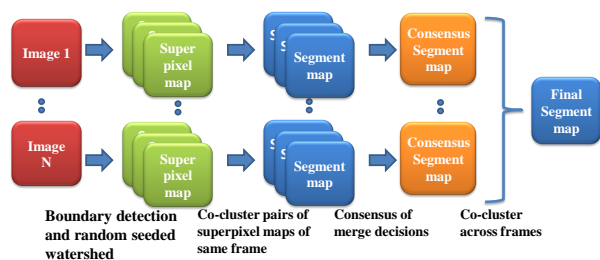 Image 1
Super
pixel
map
Segment
map
Consensus
Segment
map
Image
N
Super
pixel
map
Segment
map
Consensus
Segment
map
Final
Segment
map
Boundary detection
and random seeded
watershed
Co-cluster pairs of
superpixel maps of
same frame
Consensus of
merge decisions
Co-cluster
across frames